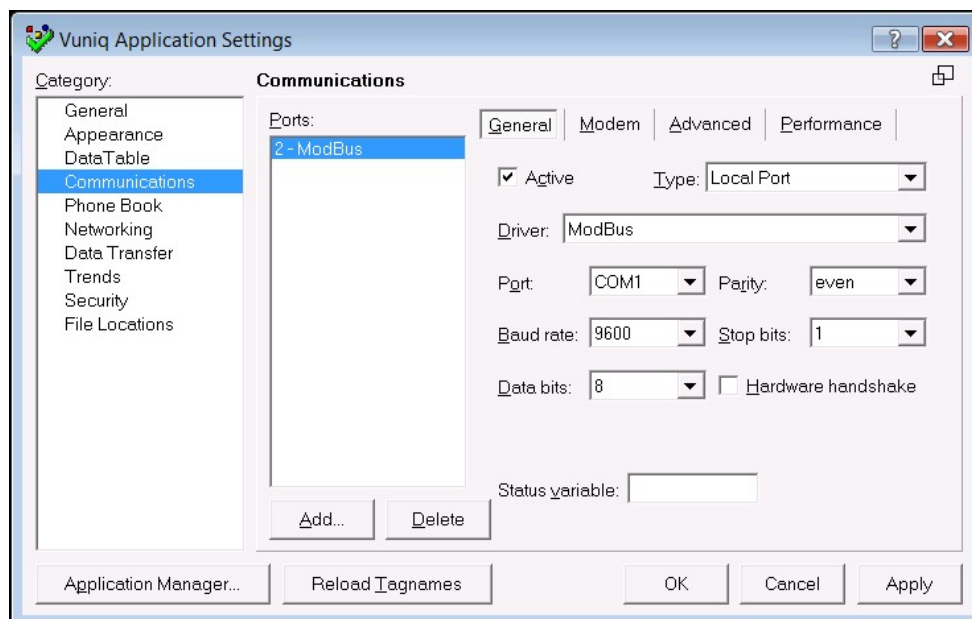 Vuniq Application Settings
Category:
General
Appearance
DataTable
Communications
Phone Book
Networking
Data Transfer
Trends
Security
File Locations
Communications
Ports:
2 - ModBus
General Modem Advanced Performance
Active Type: Local Port
Driver: ModBus
Port: COM1 Parity: even
Baud rate: 9600 Stop bits: 1
Data bits: 8 Hardware handshake
Status variable:
Add... Delete
Application Manager... Reload Tagnames OK Cancel Apply